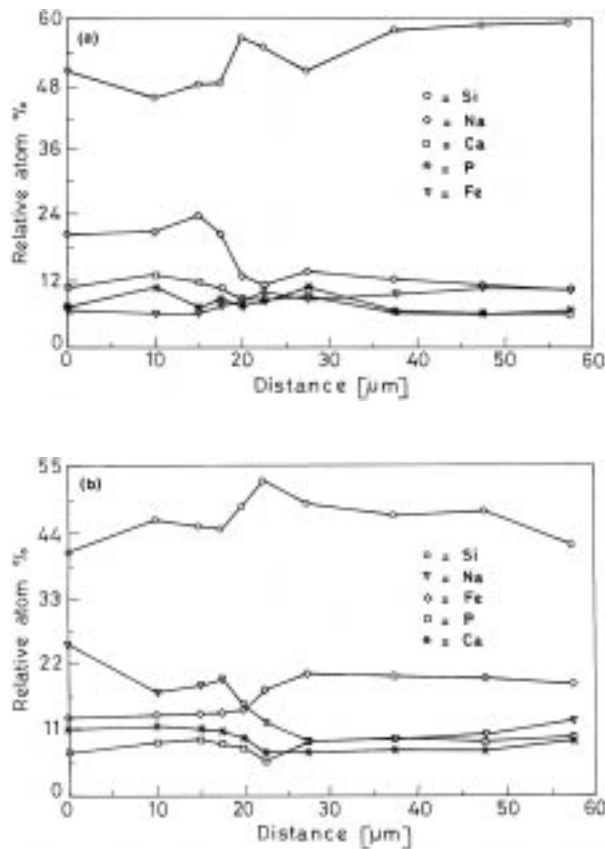 (a)
60
48
36
24
12
0
Relative atom %
○ = Si
◇ = Na
□ = Ca
* = P
▽ = Fe
0 10 20 30 40 50 60
Distance [µm]
(b)
55
44
33
22
11
0
Relative atom %
○ = Si
▽ = Na
◇ = Fe
□ = P
* = Ca
0 10 20 30 40 50 60
Distance [µm]